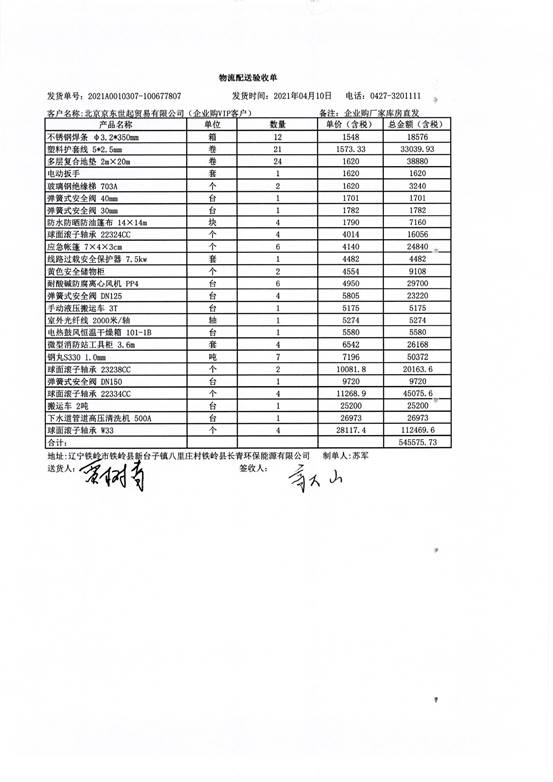 物流配送验收单
发货单号：2021A0010307-100677807 发货时间：2021年04月10日 电话：0427-3201111
客户名称:北京京东世纪贸易有限公司（企业购VIP客户） 备注：企业购厂家库房直发
产品名称 单位 数量 单价（含税） 总金额（含税）
不锈钢焊条 φ3.2*350mm 箱 12 1548 18576
塑料护套线 5*2.5mm 卷 21 1573.33 33039.93
多层复合地垫 2m×20m 卷 24 1620 38880
电动扳手 套 1 1620 1620
玻璃钢绝缘梯 703A 个 2 1620 3240
弹簧式安全阀 40mm 台 1 1701 1701
弹簧式安全阀 30mm 台 1 1782 1782
防水防晒防油篷布 14×14m 块 4 1790 7160
球面滚子轴承 22324CC 个 4 4014 16056
应急帐篷 7×4×3cm 个 6 4140 24840
线路过载安全保护器 7.5kw 套 1 4482 4482
黄色安全储物柜 个 2 4554 9108
耐酸碱防腐离心风机 PP4 台 6 4950 29700
弹簧式安全阀 DN125 台 4 5805 23220
手动液压搬运车 3T 台 1 5175 5175
室外光纤线 2000米/轴 轴 1 5274 5274
电热鼓风恒温干燥箱 101-1B 台 1 5580 5580
微型消防站工具柜 3.6m 套 4 6542 26168
钢丸S330 1.0mm 吨 7 7196 50372
球面滚子轴承 23238CC 个 2 10081.8 20163.6
弹簧式安全阀 DN150 台 1 9720 9720
球面滚子轴承 22334CC 个 4 11268.9 45075.6
搬运车 2吨 台 1 25200 25200
下水道管道高压清洗机 500A 台 1 26973 26973
球面滚子轴承 W33 个 4 28117.4 112469.6
合计： 545575.73
地址:辽宁铁岭市铁岭县新台子镇八里庄村铁岭县长青环保能源有限公司 制单人:苏军
送货人： 签收人：